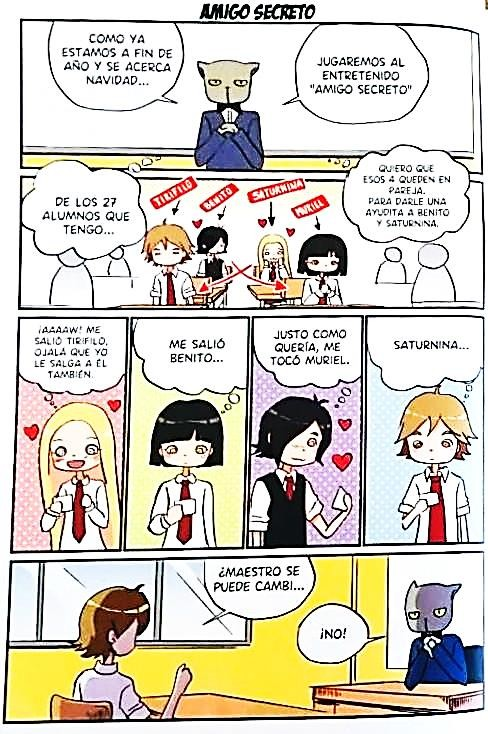 AMIGO SECRETO
COMO YA
ESTAMOS A FIN DE
AÑO Y SE ACERCA
NAVIDAD...
JUGAREMOS AL
ENTRETENIDO
"AMIGO SECRETO"
DE LOS 27
ALUMNOS QUE
TENGO...
TIRIFILO
BENITO
SATURNINA
MURIEL
QUIERO QUE
ESOS 4 QUEDEN EN
PAREJA.
PARA DARLE UNA
AYUDITA A BENITO
Y SATURNINA.
¡AAAAW! ME
SALIÓ TIRIFILO,
OJALÁ QUE YO
LE SALGA A ÉL
TAMBIÉN.
ME SALIÓ
BENITO...
JUSTO COMO
QUERÍA, ME
TOCÓ MURIEL.
SATURNINA...
¿MAESTRO SE
PUEDE CAMBI...
¡NO!